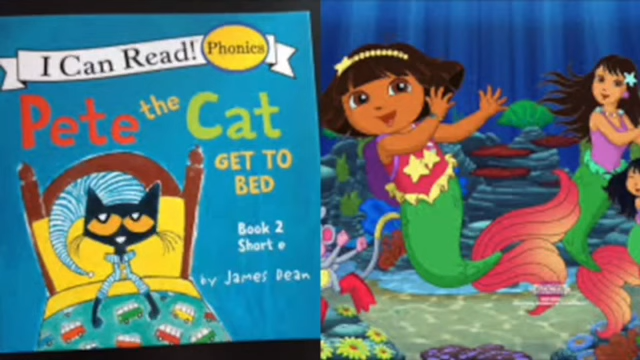 I Can Read!
Phonics
Pete the Cat
GET TO
BED
Book 2
Short e
by James Dean